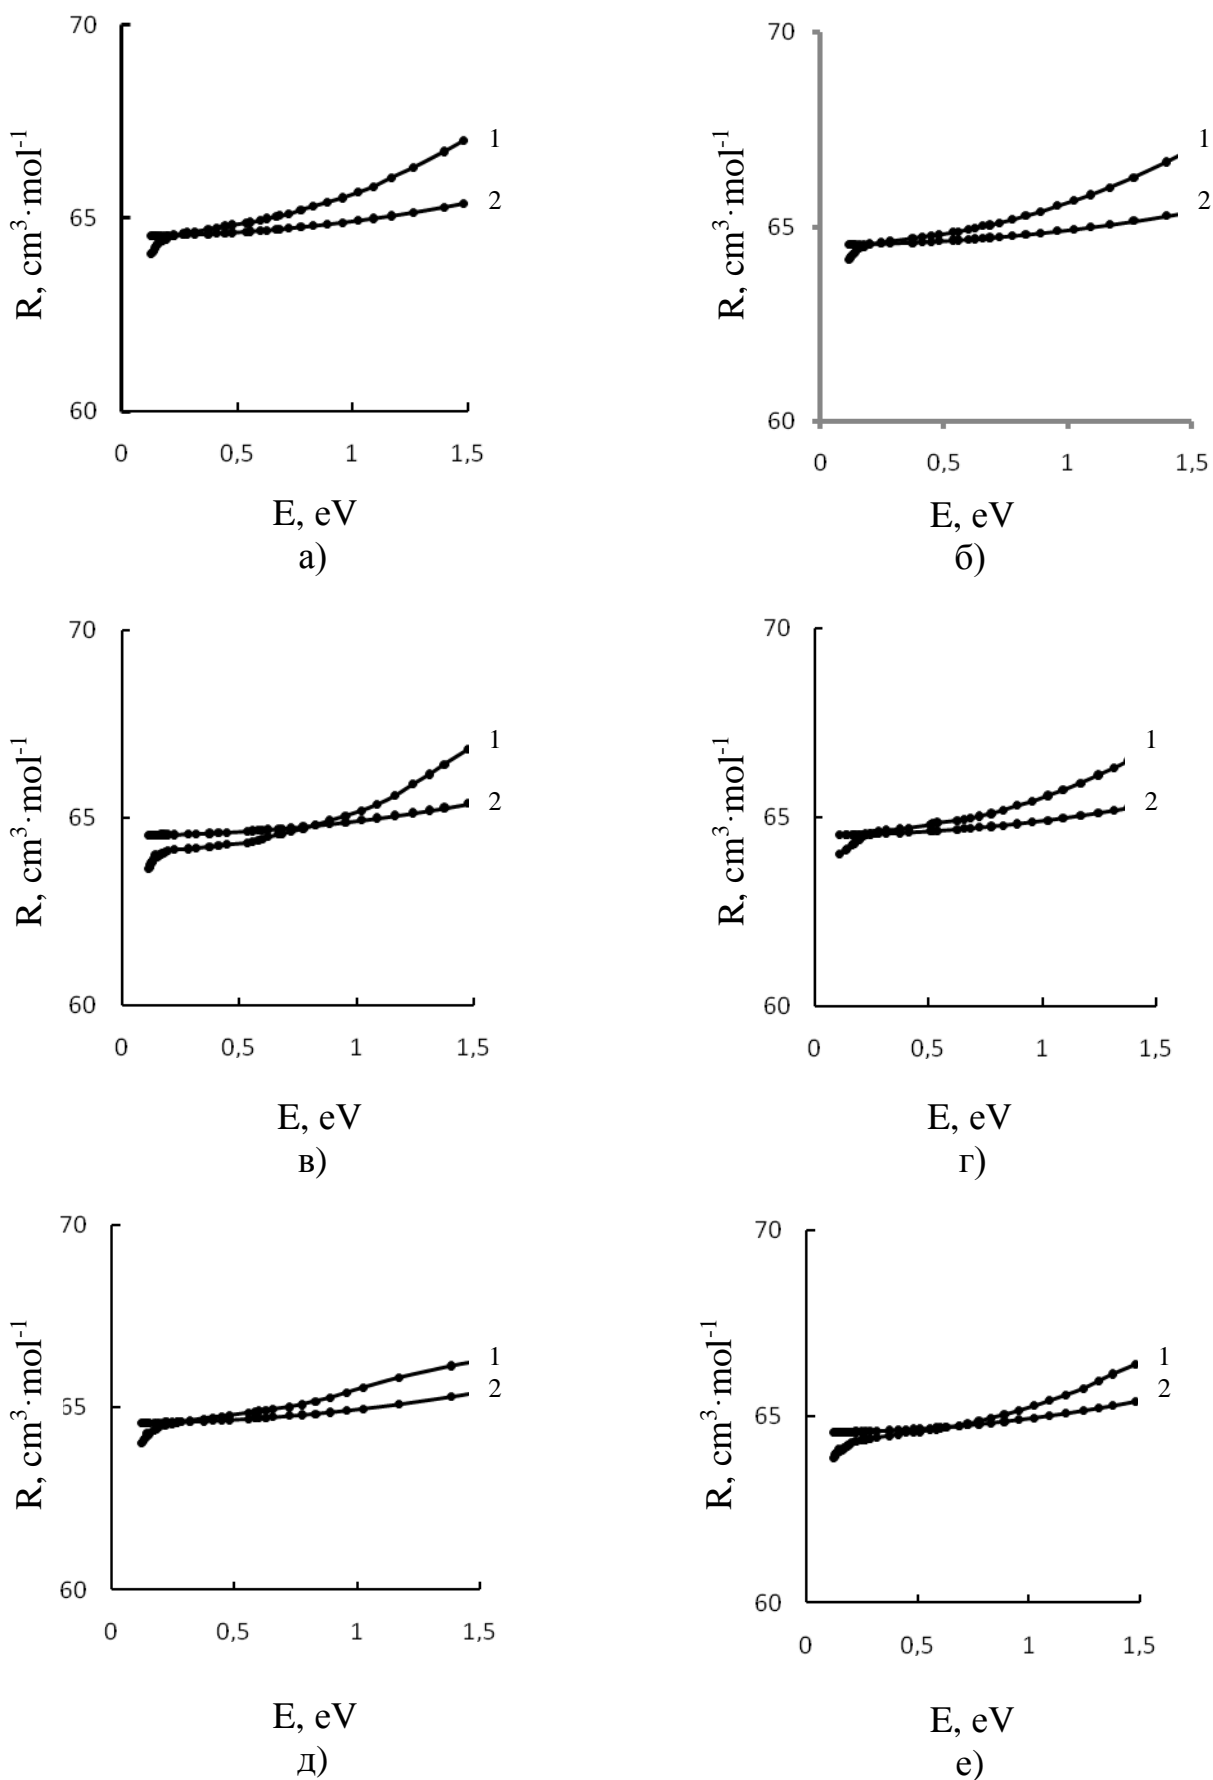 70
65
60
R, cm³·mol⁻¹
1
2
0 0,5 1 1,5
E, eV
а)
70
65
60
R, cm³·mol⁻¹
1
2
0 0,5 1 1,5
E, eV
б)
70
65
60
R, cm³·mol⁻¹
1
2
0 0,5 1 1,5
E, eV
в)
70
65
60
R, cm³·mol⁻¹
1
2
0 0,5 1 1,5
E, eV
г)
70
65
60
R, cm³·mol⁻¹
1
2
0 0,5 1 1,5
E, eV
д)
70
65
60
R, cm³·mol⁻¹
1
2
0 0,5 1 1,5
E, eV
е)